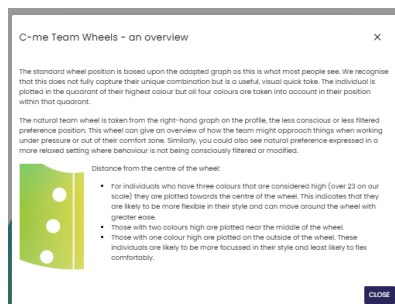 C-me Team Wheels - an overview
The standard wheel position is based upon the adapted graph as this is what most people see. We recognise
that this does not fully capture their unique combination but is a useful, visual quick take. The individual is
plotted in the quadrant of their highest colour but all four colours are taken into account in their position
within that quadrant.
The natural team wheel is taken from the right-hand graph on the profile, the less conscious or less filtered
preference position. This wheel can give an overview of how the team might approach things when working
under pressure or out of their comfort zone. Similarly, you could also see natural preference expressed in a
more relaxed setting where behaviour is not being consciously filtered or modified.
Distance from the centre of the wheel:
• For individuals who have three colours that are considered high (over 23 on our
scale) they are plotted towards the centre of the wheel. This indicates that they
are likely to be more flexible in their style and can move around the wheel with
greater ease.
• Those with two colours high are plotted near the middle of the wheel.
• Those with one colour high are plotted on the outside of the wheel. These
individuals are likely to be more focussed in their style and least likely to flex
comfortably.
CLOSE